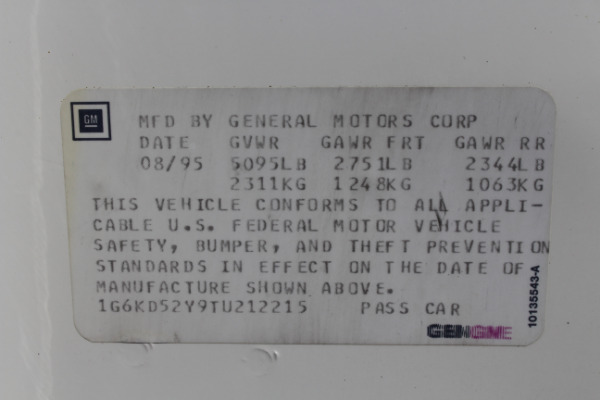 GM
MFD BY GENERAL MOTORS CORP
DATE GVWR GAWR FRT GAWR RR
08/95 5095LB 2751LB 2344LB
2311KG 1248KG 1063KG
THIS VEHICLE CONFORMS TO ALL APPLI-
CABLE U.S. FEDERAL MOTOR VEHICLE
SAFETY, BUMPER, AND THEFT PREVENTION
STANDARDS IN EFFECT ON THE DATE OF
MANUFACTURE SHOWN ABOVE.
1G6KD52Y9TU212215 PASS CAR
10135543-A